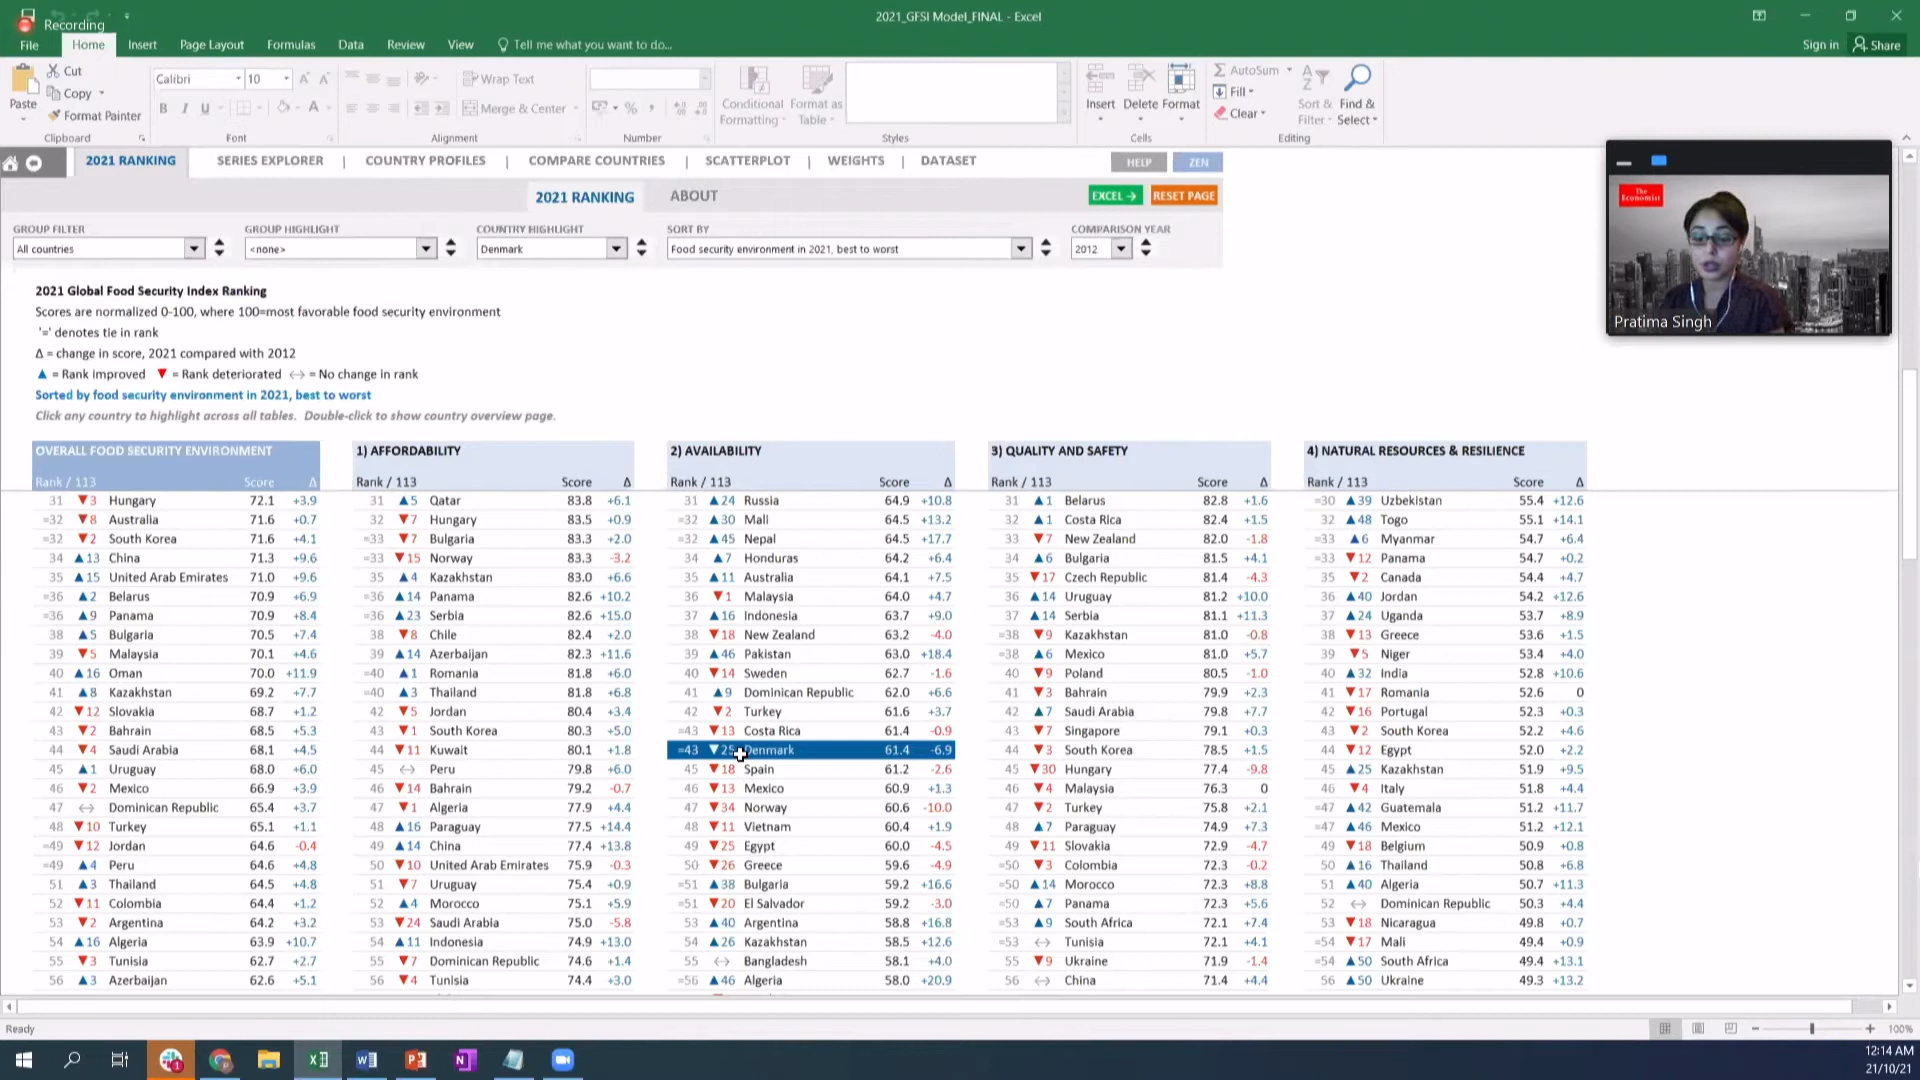 Recording
2021_GFSI Model_FINAL - Excel
File Home Insert Page Layout Formulas Data Review View Tell me what you want to do... Sign in Share
Paste Cut Copy Format Painter Clipboard
Calibri 10 B I U Font
Wrap Text Merge & Center Alignment
% Number
Conditional Formatting Format as Table Styles
Insert Delete Format Cells
AutoSum Fill Clear Sort & Filter Find & Select Editing
2021 RANKING SERIES EXPLORER | COUNTRY PROFILES | COMPARE COUNTRIES | SCATTERPLOT | WEIGHTS | DATASET HELP ZEN
2021 RANKING ABOUT EXCEL → RESET PAGE
GROUP FILTER GROUP HIGHLIGHT COUNTRY HIGHLIGHT SORT BY COMPARISON YEAR
All countries <none> Denmark Food security environment in 2021, best to worst 2012
The Economist
Pratima Singh
2021 Global Food Security Index Ranking
Scores are normalized 0-100, where 100=most favorable food security environment
'=' denotes tie in rank
Δ = change in score, 2021 compared with 2012
▲ = Rank improved ▼ = Rank deteriorated ↔ = No change in rank
Sorted by food security environment in 2021, best to worst
Click any country to highlight across all tables. Double-click to show country overview page.
OVERALL FOOD SECURITY ENVIRONMENT
Rank / 113 Score Δ
31 ▼3 Hungary 72.1 +3.9
=32 ▼8 Australia 71.6 +0.7
=32 ▼2 South Korea 71.6 +4.1
34 ▲13 China 71.3 +9.6
35 ▲15 United Arab Emirates 71.0 +9.6
=36 ▲2 Belarus 70.9 +6.9
=36 ▲9 Panama 70.9 +8.4
38 ▲5 Bulgaria 70.5 +7.4
39 ▼5 Malaysia 70.1 +4.6
40 ▲16 Oman 70.0 +11.9
41 ▲8 Kazakhstan 69.2 +7.7
42 ▼12 Slovakia 68.7 +1.2
43 ▼2 Bahrain 68.5 +5.3
44 ▼4 Saudi Arabia 68.1 +4.5
45 ▲1 Uruguay 68.0 +6.0
46 ▼2 Mexico 66.9 +3.9
47 ↔ Dominican Republic 65.4 +3.7
48 ▼10 Turkey 65.1 +1.1
=49 ▼12 Jordan 64.6 -0.4
=49 ▲4 Peru 64.6 +4.8
51 ▲3 Thailand 64.5 +4.8
52 ▼11 Colombia 64.4 +1.2
53 ▼2 Argentina 64.2 +3.2
54 ▲16 Algeria 63.9 +10.7
55 ▼3 Tunisia 62.7 +2.7
56 ▲3 Azerbaijan 62.6 +5.1
1) AFFORDABILITY
Rank / 113 Score Δ
31 ▲5 Qatar 83.8 +6.1
32 ▼7 Hungary 83.5 +0.9
=33 ▼7 Bulgaria 83.3 +2.0
=33 ▼15 Norway 83.3 -3.2
35 ▲4 Kazakhstan 83.0 +6.6
=36 ▲14 Panama 82.6 +10.2
=36 ▲23 Serbia 82.6 +15.0
38 ▼8 Chile 82.4 +2.0
39 ▲14 Azerbaijan 82.3 +11.6
=40 ▲1 Romania 81.8 +6.0
=40 ▲3 Thailand 81.8 +6.8
42 ▼5 Jordan 80.4 +3.4
43 ▼1 South Korea 80.3 +5.0
44 ▼11 Kuwait 80.1 +1.8
45 ↔ Peru 79.8 +6.0
46 ▼14 Bahrain 79.2 -0.7
47 ▼1 Algeria 77.9 +4.4
48 ▲16 Paraguay 77.5 +14.4
49 ▲14 China 77.4 +13.8
50 ▼10 United Arab Emirates 75.9 -0.3
51 ▼7 Uruguay 75.4 +0.9
52 ▲4 Morocco 75.1 +5.9
53 ▼24 Saudi Arabia 75.0 -5.8
54 ▲11 Indonesia 74.9 +13.0
55 ▼7 Dominican Republic 74.6 +1.4
56 ▼4 Tunisia 74.4 +3.0
2) AVAILABILITY
Rank / 113 Score Δ
31 ▲24 Russia 64.9 +10.8
=32 ▲30 Mali 64.5 +13.2
=32 ▲45 Nepal 64.5 +17.7
34 ▲7 Honduras 64.2 +6.4
35 ▲11 Australia 64.1 +7.5
36 ▼1 Malaysia 64.0 +4.7
37 ▲16 Indonesia 63.7 +9.0
38 ▼18 New Zealand 63.2 -4.0
39 ▲46 Pakistan 63.0 +18.4
40 ▼14 Sweden 62.7 -1.6
41 ▲9 Dominican Republic 62.0 +6.6
42 ▼2 Turkey 61.6 +3.7
=43 ▼13 Costa Rica 61.4 -0.9
=43 ▼25 Denmark 61.4 -6.9
45 ▼18 Spain 61.2 -2.6
46 ▼13 Mexico 60.9 +1.3
47 ▼34 Norway 60.6 -10.0
48 ▼11 Vietnam 60.4 +1.9
49 ▼25 Egypt 60.0 -4.5
50 ▼26 Greece 59.6 -4.9
=51 ▲38 Bulgaria 59.2 +16.6
=51 ▼20 El Salvador 59.2 -3.0
53 ▲40 Argentina 58.8 +16.8
54 ▲26 Kazakhstan 58.5 +12.6
55 ↔ Bangladesh 58.1 +4.0
=56 ▲46 Algeria 58.0 +20.9
3) QUALITY AND SAFETY
Rank / 113 Score Δ
31 ▲1 Belarus 82.8 +1.6
32 ▲1 Costa Rica 82.4 +1.5
33 ▼7 New Zealand 82.0 -1.8
34 ▲6 Bulgaria 81.5 +4.1
35 ▼17 Czech Republic 81.4 -4.3
36 ▲14 Uruguay 81.2 +10.0
37 ▲14 Serbia 81.1 +11.3
=38 ▼9 Kazakhstan 81.0 -0.8
=38 ▲6 Mexico 81.0 +5.7
40 ▼9 Poland 80.5 -1.0
41 ▼3 Bahrain 79.9 +2.3
42 ▲7 Saudi Arabia 79.8 +7.7
43 ▼7 Singapore 79.1 +0.3
44 ▼3 South Korea 78.5 +1.5
45 ▼30 Hungary 77.4 -9.8
46 ▼4 Malaysia 76.3 0
47 ▼2 Turkey 75.8 +2.1
48 ▲7 Paraguay 74.9 +7.3
49 ▼11 Slovakia 72.9 -4.7
=50 ▼3 Colombia 72.3 -0.2
=50 ▲14 Morocco 72.3 +8.8
=50 ▲7 Panama 72.3 +5.6
=53 ▲9 South Africa 72.1 +7.4
=53 ↔ Tunisia 72.1 +4.1
55 ▼9 Ukraine 71.9 -1.4
56 ↔ China 71.4 +4.4
4) NATURAL RESOURCES & RESILIENCE
Rank / 113 Score Δ
=30 ▲39 Uzbekistan 55.4 +12.6
32 ▲48 Togo 55.1 +14.1
=33 ▲6 Myanmar 54.7 +6.4
=33 ▼12 Panama 54.7 +0.2
35 ▼2 Canada 54.4 +4.7
36 ▲40 Jordan 54.2 +12.6
37 ▲24 Uganda 53.7 +8.9
38 ▼13 Greece 53.6 +1.5
39 ▼5 Niger 53.4 +4.0
40 ▲32 India 52.8 +10.6
41 ▼17 Romania 52.6 0
42 ▼16 Portugal 52.3 +0.3
43 ▼2 South Korea 52.2 +4.6
44 ▼12 Egypt 52.0 +2.2
45 ▲25 Kazakhstan 51.9 +9.5
46 ▼4 Italy 51.8 +4.4
=47 ▲42 Guatemala 51.2 +11.7
=47 ▲46 Mexico 51.2 +12.1
49 ▼18 Belgium 50.9 +0.8
50 ▲16 Thailand 50.8 +6.8
51 ▲40 Algeria 50.7 +11.3
52 ↔ Dominican Republic 50.3 +4.4
53 ▼18 Nicaragua 49.8 +0.7
=54 ▼17 Mali 49.4 +0.9
=54 ▲50 South Africa 49.4 +13.1
56 ▲50 Ukraine 49.3 +13.2
Ready 100%
12:14 AM
21/10/21